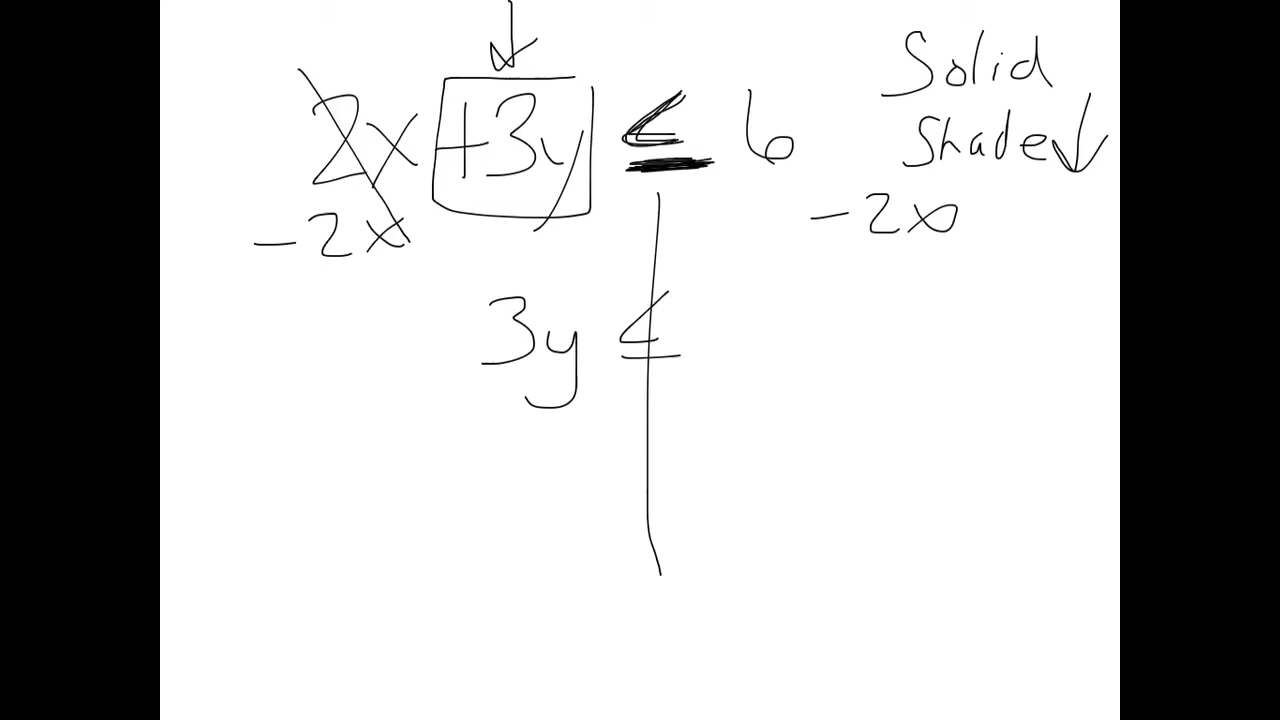 2x +3y ≤ 6
Solid
Shade↓
-2x
-2x
3y ≤